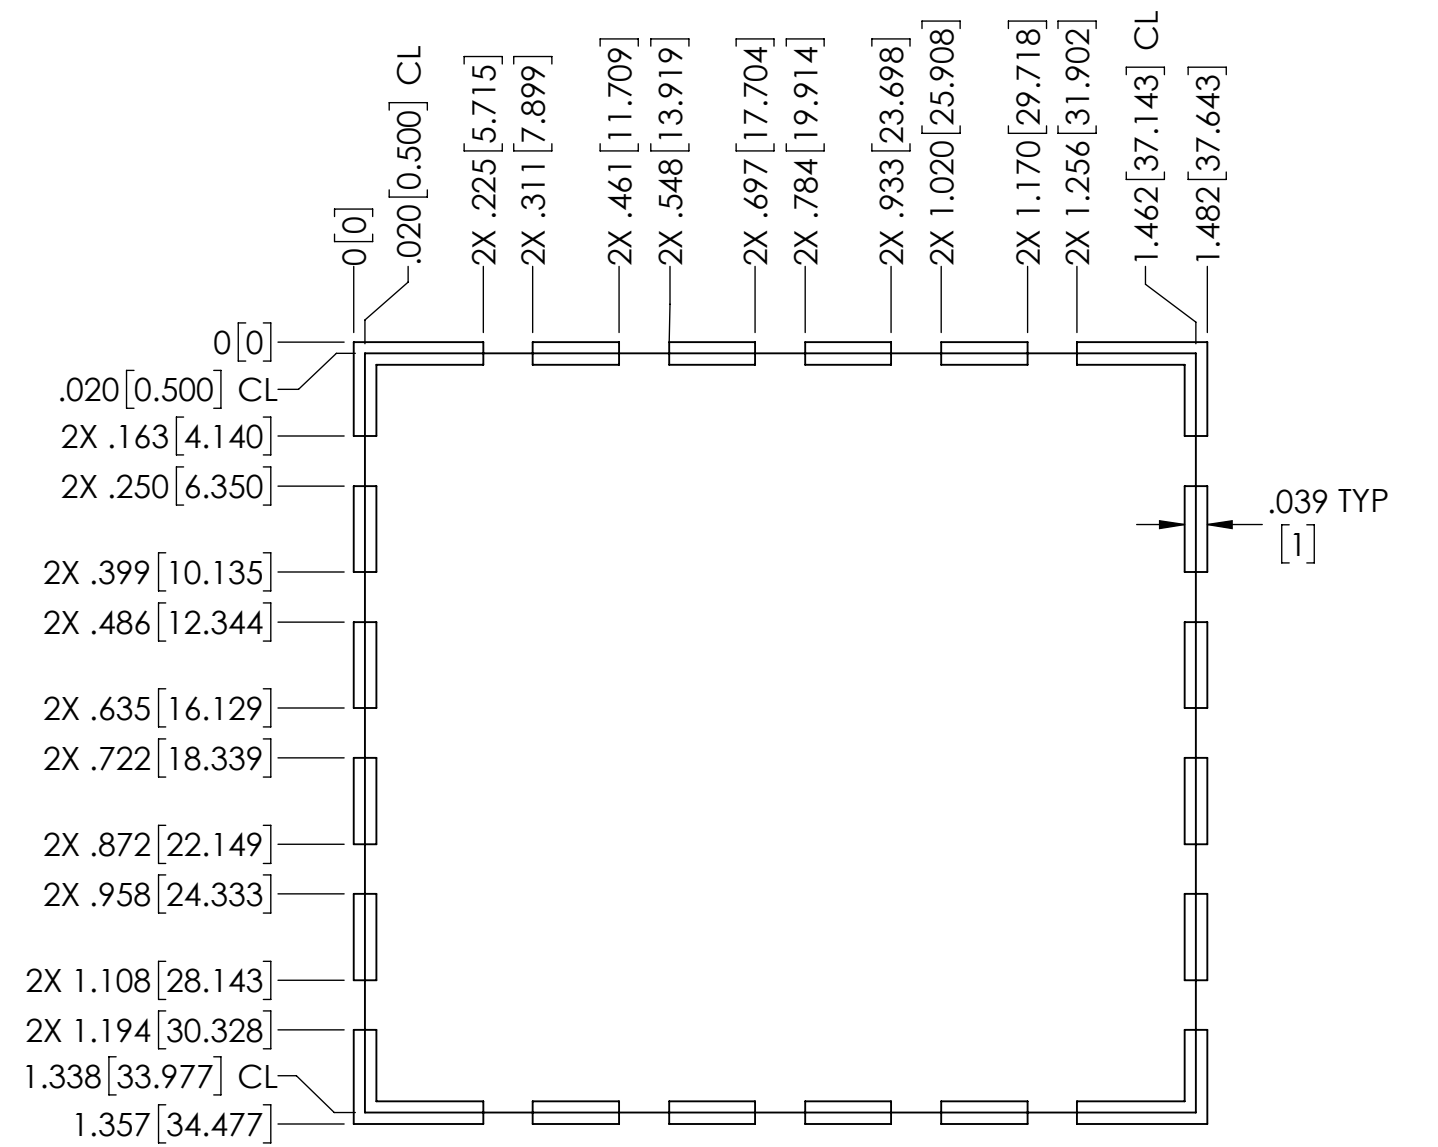 0[0]
.020[0.500] CL
2X .225[5.715]
2X .311[7.899]
2X .461[11.709]
2X .548[13.919]
2X .697[17.704]
2X .784[19.914]
2X .933[23.698]
2X 1.020[25.908]
2X 1.170[29.718]
2X 1.256[31.902]
1.462[37.143] CL
1.482[37.643]
0[0]
.020[0.500] CL
2X .163[4.140]
2X .250[6.350]
2X .399[10.135]
2X .486[12.344]
2X .635[16.129]
2X .722[18.339]
2X .872[22.149]
2X .958[24.333]
2X 1.108[28.143]
2X 1.194[30.328]
1.338[33.977] CL
1.357[34.477]
.039 TYP
[1]